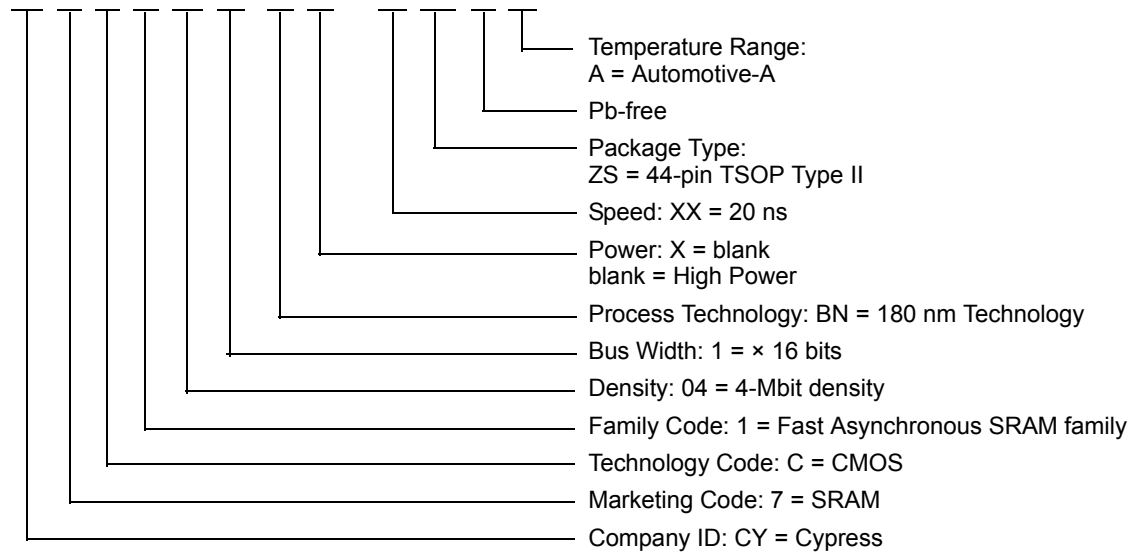 Temperature Range:
A = Automotive-A
Pb-free
Package Type:
ZS = 44-pin TSOP Type II
Speed: XX = 20 ns
Power: X = blank
blank = High Power
Process Technology: BN = 180 nm Technology
Bus Width: 1 = × 16 bits
Density: 04 = 4-Mbit density
Family Code: 1 = Fast Asynchronous SRAM family
Technology Code: C = CMOS
Marketing Code: 7 = SRAM
Company ID: CY = Cypress